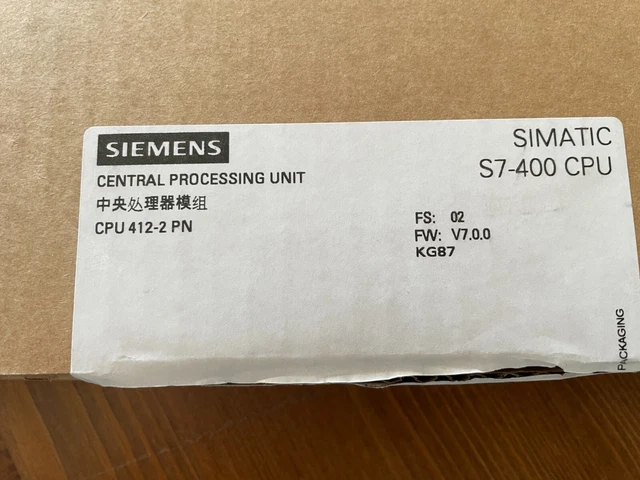 SIEMENS
SIMATIC
S7-400 CPU
CENTRAL PROCESSING UNIT
中央处理器模组
CPU 412-2 PN
FS: 02
FW: V7.0.0
KG87
PACKAGING